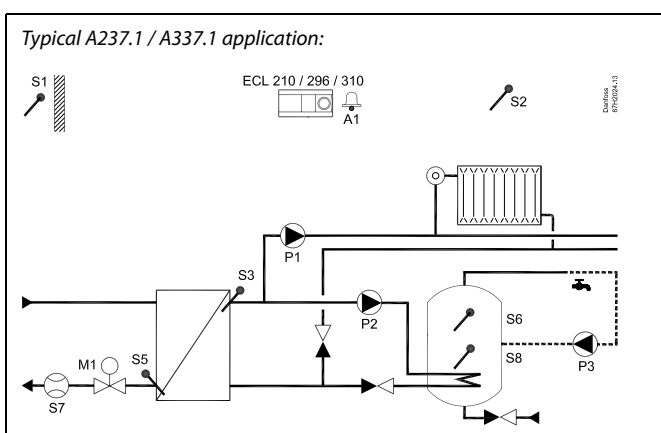 Typical A237.1 / A337.1 application:
S1
ECL 210 / 296 / 310
A1
S2
Danfoss
87H2024.13
P1
S3
P2
S6
S8
P3
M1
S5
S7